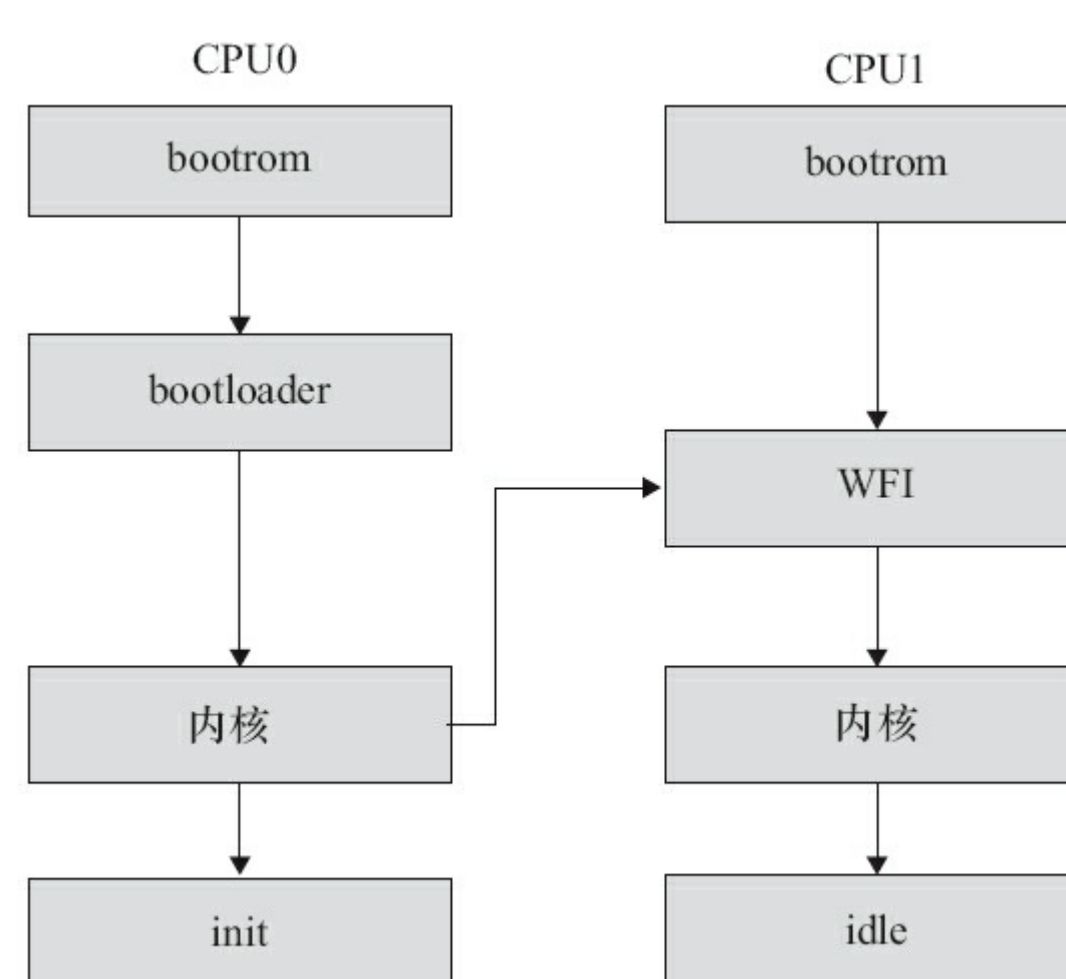 CPU0
bootrom
bootloader
内核
init
CPU1
bootrom
WFI
内核
idle